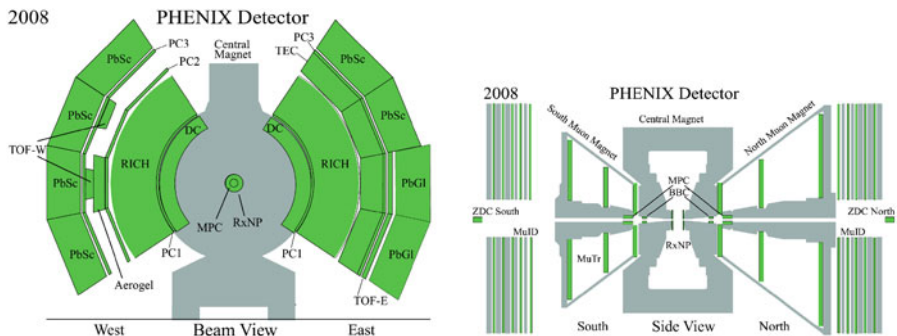 2008 PHENIX Detector
Central
Magnet
PC3
PC2
PbSc
PbSc
TOF-W
PbSc
PbSc
RICH
DC
MPC
RxNP
PC1
Aerogel
PC3
TEC
PbSc
DC
PbSc
RICH
PbGl
PbGl
PC1
TOF-E
West Beam View East
2008 PHENIX Detector
South Muon Magnet
Central Magnet
North Muon Magnet
MPC
BBC
ZDC South
ZDC North
MuID
RxNP
MuID
MuTr
South Side View North